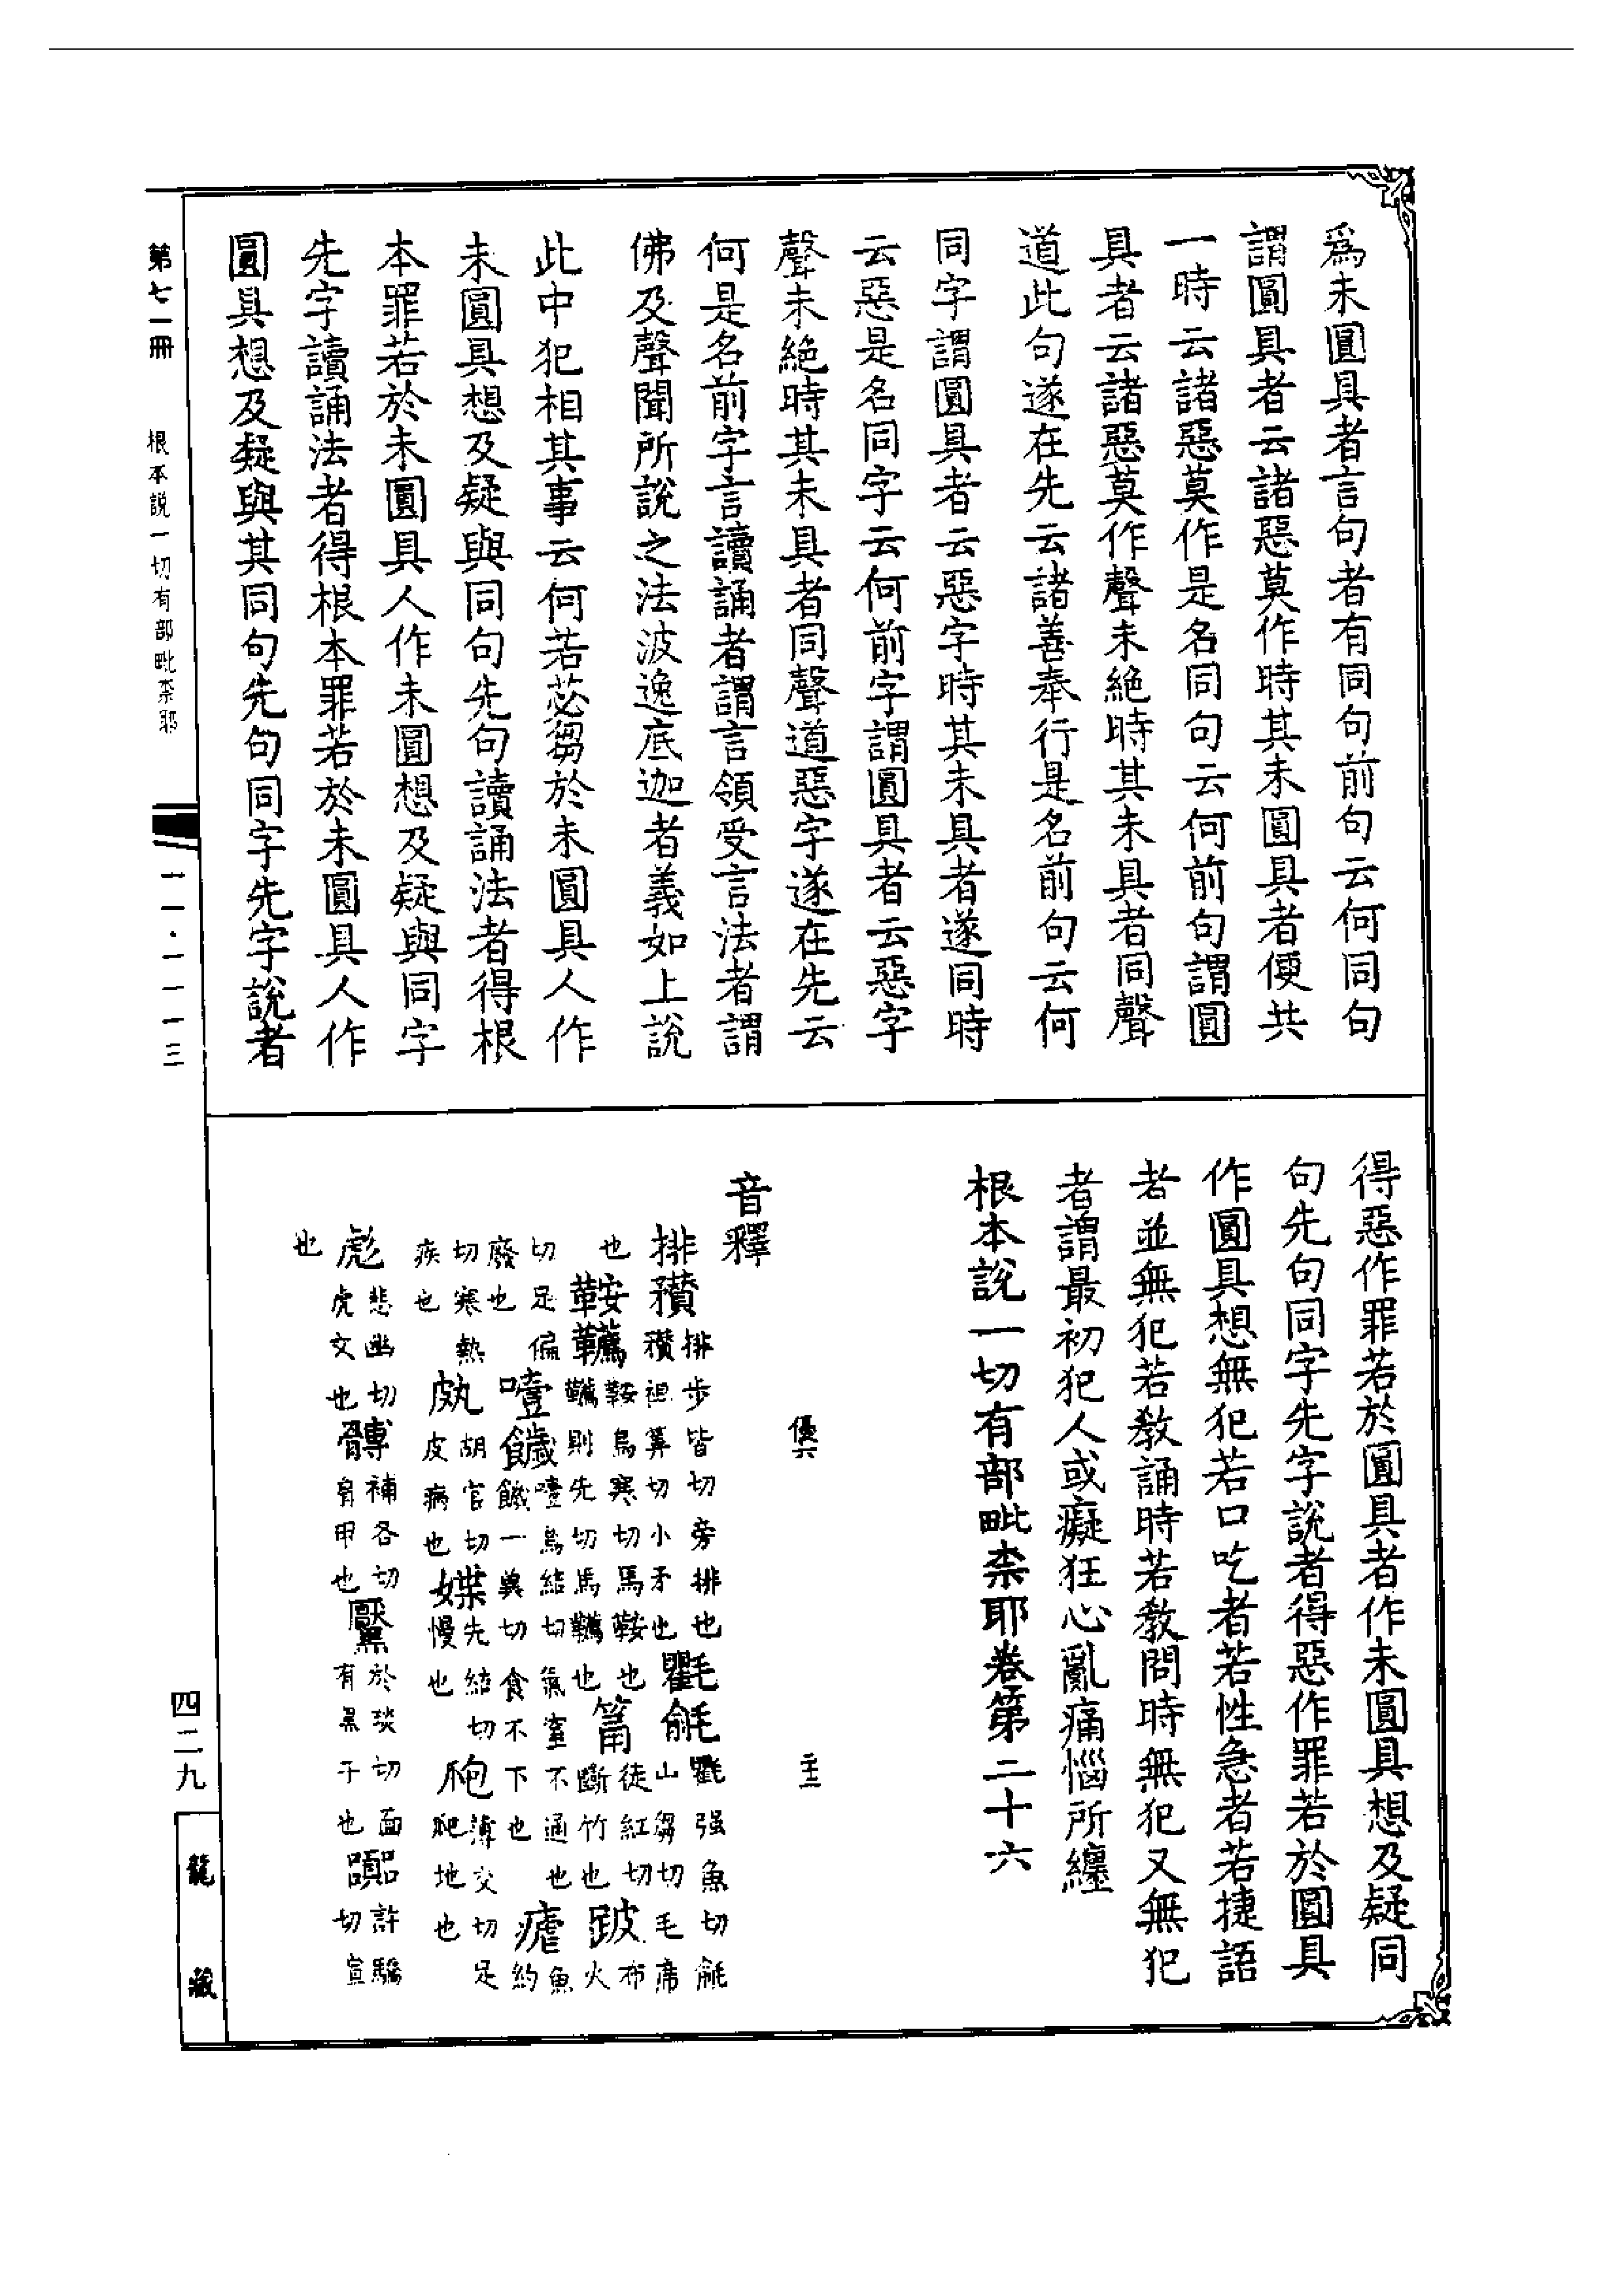 爲未圓具者言句者有同句前句云何同句
謂圓具者云諸惡莫作時其未圓具者便共
一時云諸惡莫作是名同句云何前句謂圓
具者云諸惡莫作聲未絶時其未具者同聲
道此句遂在先云諸善奉行是名前句云何
同字謂圓具者云惡字時其未具者遂同時
云惡是名同字云何前字謂圓具者云惡字
聲未絶時其未具者同聲道惡字遂在先云
何是名前字言讀誦者謂言領受言法者謂
佛及聲聞所說之法波逸底迦者義如上說
此中犯相其事云何若苾芻於未圓具人作
未圓具想及疑與同句先句讀誦法者得根
本罪若於未圓具人作未圓想及疑與同字
先字讀誦法者得根本罪若於未圓具人作
圓具想及疑與其同句先句同字先字說者
得惡作罪若於圓具者作未圓具想及疑同
句先句同字先字說者得惡作罪若於圓具
作圓具想無犯若口吃者若性急者若捷語
者並無犯若教誦時若教問時無犯又無犯
者謂最初犯人或癡狂心亂痛惱所纏
根本說一切有部毗柰耶卷第二十六
優六
音釋
排䂎排步皆切旁排也䂎祖筭切小矛也氍毹氍强魚切毹山芻切毛席
也鞍韉鞍烏寒切馬鞍也韉則先切馬韉也筩徒紅切斷竹也跛布火
切足偏廢也噎饐噎烏結切氣窒不通也一異切食不下也瘧魚約
切寒熱疾也胡官切皮病也媟先結切慢也跑薄交切足跑地也
彪悲幽切虎文也髆補各切肩甲也黶於琰切面有黑子也許驕切
也
第七一冊
根本說一切有部毗柰耶
四二九
龍藏